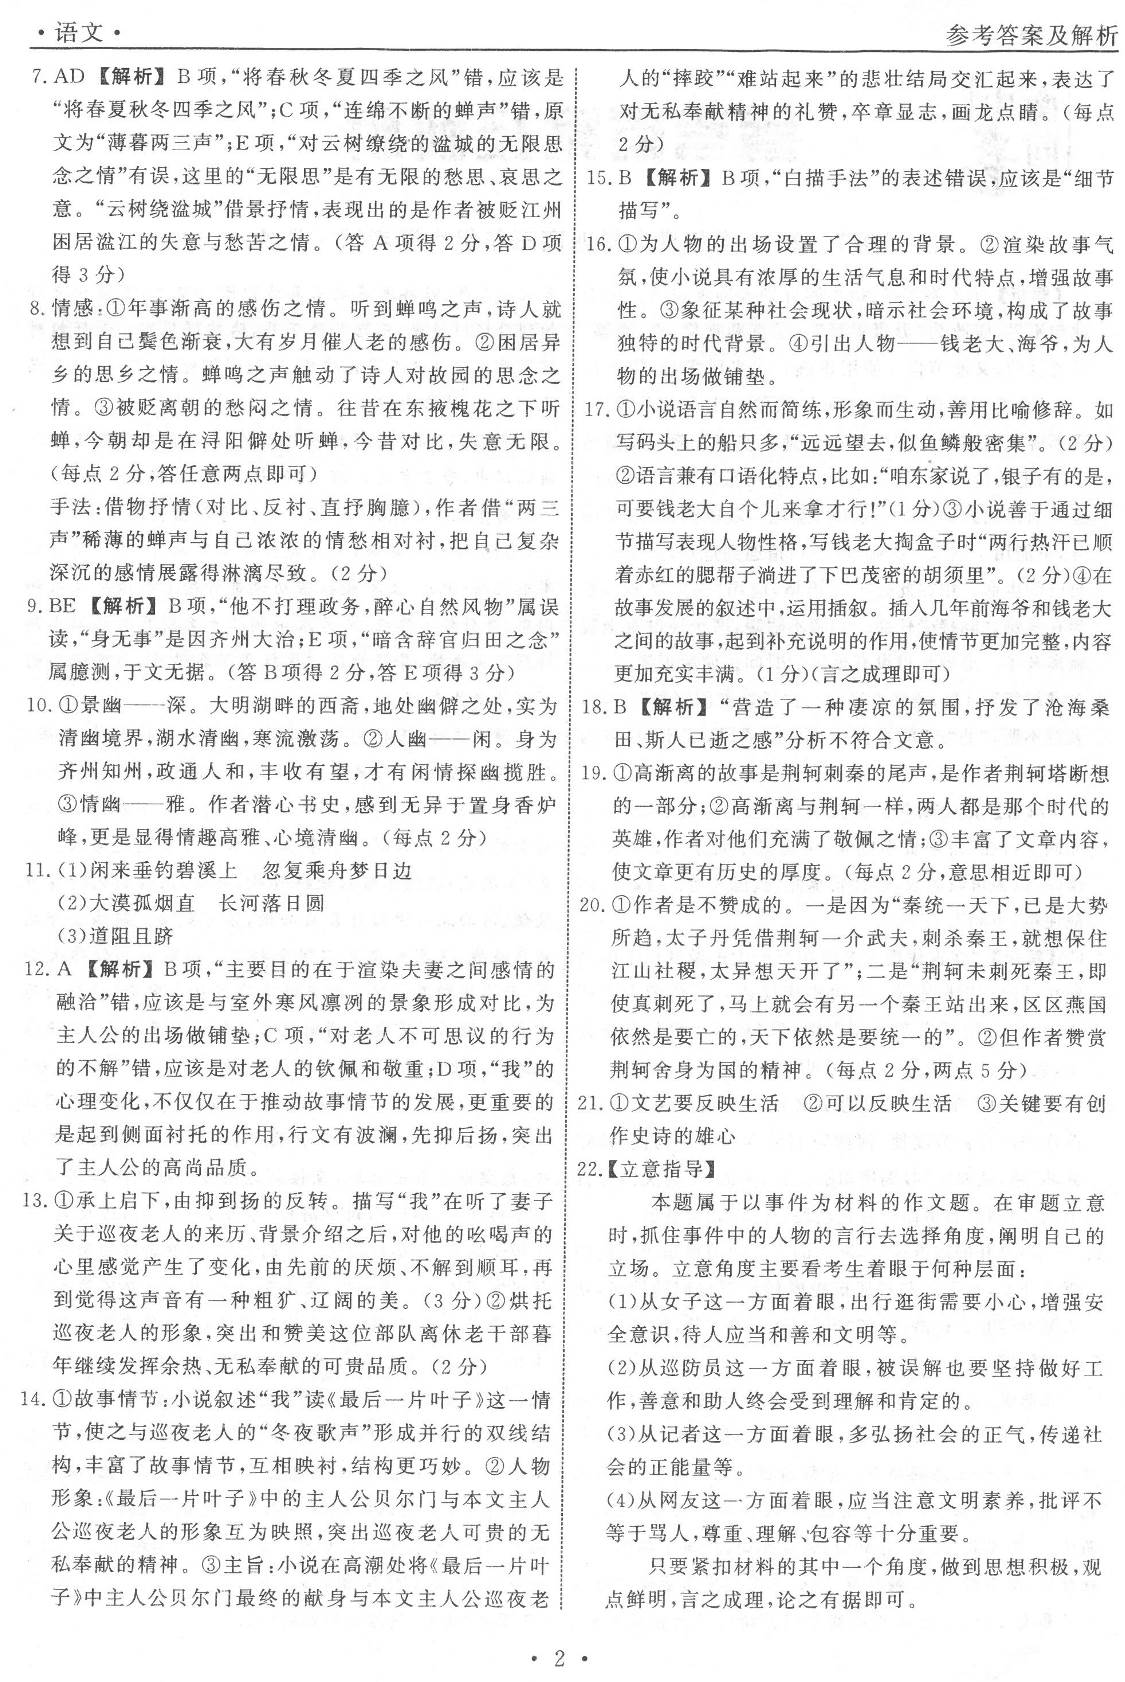 ·语文·
参考答案及解析
7. AD 【解析】B项,“将春秋冬夏四季之风”错,应该是
“将春夏秋冬四季之风”;C项,“连绵不断的蝉声”错,原
文为“薄暮两三声”;E项,“对云树缭绕的湓城的无限思
念之情”有误,这里的“无限思”是有无限的愁思、哀思之
意。“云树绕湓城”借景抒情,表现出的是作者被贬江州
困居湓江的失意与愁苦之情。(答A项得2分,答D项
得3分)
8. 情感:①年事渐高的感伤之情。听到蝉鸣之声,诗人就
想到自己鬓色渐衰,大有岁月催人老的感伤。②困居异
乡的思乡之情。蝉鸣之声触动了诗人对故园的思念之
情。③被贬离朝的愁闷之情。往昔在东掖槐花之下听
蝉,今朝却是在浔阳僻处听蝉,今昔对比,失意无限。
(每点2分,答任意两点即可)
手法:借物抒情(对比、反衬、直抒胸臆),作者借“两三
声”稀薄的蝉声与自己浓浓的情愁相对衬,把自己复杂
深沉的感情展露得淋漓尽致。(2分)
9. BE 【解析】B项,“他不打理政务,醉心自然风物”属误
读,“身无事”是因齐州大治;E项,“暗含辞官归田之念”
属臆测,于文无据。(答B项得2分,答E项得3分)
10. ①景幽——深。大明湖畔的西斋,地处幽僻之处,实为
清幽境界,湖水清幽,寒流激荡。②人幽——闲。身为
齐州知州,政通人和,丰收有望,才有闲情探幽揽胜。
③情幽——雅。作者潜心书史,感到无异于置身香炉
峰,更是显得情趣高雅、心境清幽。(每点2分)
11. (1)闲来垂钓碧溪上　忽复乘舟梦日边
(2)大漠孤烟直　长河落日圆
(3)道阻且跻
12. A 【解析】B项,“主要目的在于渲染夫妻之间感情的
融洽”错,应该是与室外寒风凛冽的景象形成对比,为
主人公的出场做铺垫;C项,“对老人不可思议的行为
的不解”错,应该是对老人的钦佩和敬重;D项,“我”的
心理变化,不仅仅在于推动故事情节的发展,更重要的
是起到侧面衬托的作用,行文有波澜,先抑后扬,突出
了主人公的高尚品质。
13. ①承上启下,由抑到扬的反转。描写“我”在听了妻子
关于巡夜老人的来历、背景介绍之后,对他的吆喝声的
心里感觉产生了变化,由先前的厌烦、不解到顺耳,再
到觉得这声音有一种粗犷、辽阔的美。(3分)②烘托
巡夜老人的形象,突出和赞美这位部队离休老干部暮
年继续发挥余热、无私奉献的可贵品质。(2分)
14. ①故事情节:小说叙述“我”读《最后一片叶子》这一情
节,使之与巡夜老人的“冬夜歌声”形成并行的双线结
构,丰富了故事情节,互相映衬,结构更巧妙。②人物
形象:《最后一片叶子》中的主人公贝尔门与本文主人
公巡夜老人的形象互为映照,突出巡夜老人可贵的无
私奉献的精神。③主旨:小说在高潮处将《最后一片叶
子》中主人公贝尔门最终的献身与本文主人公巡夜老
人的“摔跤”“难站起来”的悲壮结局交汇起来,表达了
对无私奉献精神的礼赞,卒章显志,画龙点睛。(每点
2分)
15. B 【解析】B项,“白描手法”的表述错误,应该是“细节
描写”。
16. ①为人物的出场设置了合理的背景。②渲染故事气
氛,使小说具有浓厚的生活气息和时代特点,增强故事
性。③象征某种社会现状,暗示社会环境,构成了故事
独特的时代背景。④引出人物——钱老大、海爷,为人
物的出场做铺垫。
17. ①小说语言自然而简练,形象而生动,善用比喻修辞。如
写码头上的船只多,“远远望去,似鱼鳞般密集”。(2分)
②语言兼有口语化特点,比如:“咱东家说了,银子有的是,
可要钱老大自个儿来拿才行!”(1分)③小说善于通过细
节描写表现人物性格,写钱老大掏盒子时“两行热汗已顺
着赤红的腮帮子淌进了下巴茂密的胡须里”。(2分)④在
故事发展的叙述中,运用插叙。插入几年前海爷和钱老大
之间的故事,起到补充说明的作用,使情节更加完整,内容
更加充实丰满。(1分)(言之成理即可)
18. B 【解析】“营造了一种凄凉的氛围,抒发了沧海桑
田、斯人已逝之感”分析不符合文意。
19. ①高渐离的故事是荆轲刺秦的尾声,是作者荆轲塔断想
的一部分;②高渐离与荆轲一样,两人都是那个时代的
英雄,作者对他们充满了敬佩之情;③丰富了文章内容,
使文章更有历史的厚度。(每点2分,意思相近即可)
20. ①作者是不赞成的。一是因为“秦统一天下,已是大势
所趋,太子丹凭借荆轲一介武夫,刺杀秦王,就想保住
江山社稷,太异想天开了”;二是“荆轲未刺死秦王,即
使真刺死了,马上就会有另一个秦王站出来,区区燕国
依然是要亡的,天下依然是要统一的”。②但作者赞赏
荆轲舍身为国的精神。(每点2分,两点5分)
21. ①文艺要反映生活　②可以反映生活　③关键要有创
作史诗的雄心
22.【立意指导】
本题属于以事件为材料的作文题。在审题立意
时,抓住事件中的人物的言行去选择角度,阐明自己的
立场。立意角度主要看考生着眼于何种层面:
(1)从女子这一方面着眼,出行逛街需要小心,增强安
全意识,待人应当和善和文明等。
(2)从巡防员这一方面着眼,被误解也要坚持做好工
作,善意和助人终会受到理解和肯定的。
(3)从记者这一方面着眼,多弘扬社会的正气,传递社
会的正能量等。
(4)从网友这一方面着眼,应当注意文明素养,批评不
等于骂人,尊重、理解、包容等十分重要。
只要紧扣材料的其中一个角度,做到思想积极,观
点鲜明,言之成理,论之有据即可。
· 2 ·